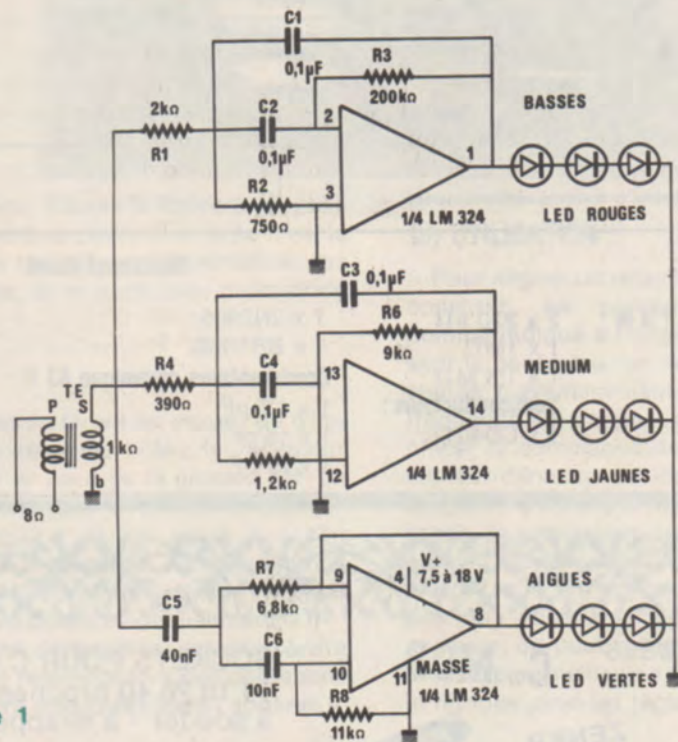 C1
0,1µF
R3
200kΩ
BASSES
2kΩ
R1
C2
0,1µF
2
1
R2
750Ω
3
1/4 LM 324
LED ROUGES
C3
0,1µF
R6
9kΩ
MEDIUM
R4
390Ω
C4
0,1µF
13
14
P TE S
1kΩ
b
8Ω
1,2kΩ
12
1/4 LM 324
LED JAUNES
R7
6,8kΩ
9
4
V+
7,5 à 18 V
8
AIGUES
C5
40nF
C6
10nF
10
11
MASSE
1/4 LM 324
R8
11kΩ
LED VERTES
1